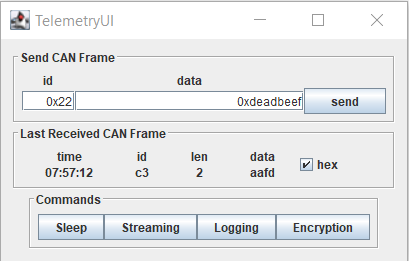 TelemetryUI
Send CAN Frame
id data
0x22 0xdeadbeef send
Last Received CAN Frame
time id len data
07:57:12 c3 2 aafd hex
Commands
Sleep Streaming Logging Encryption